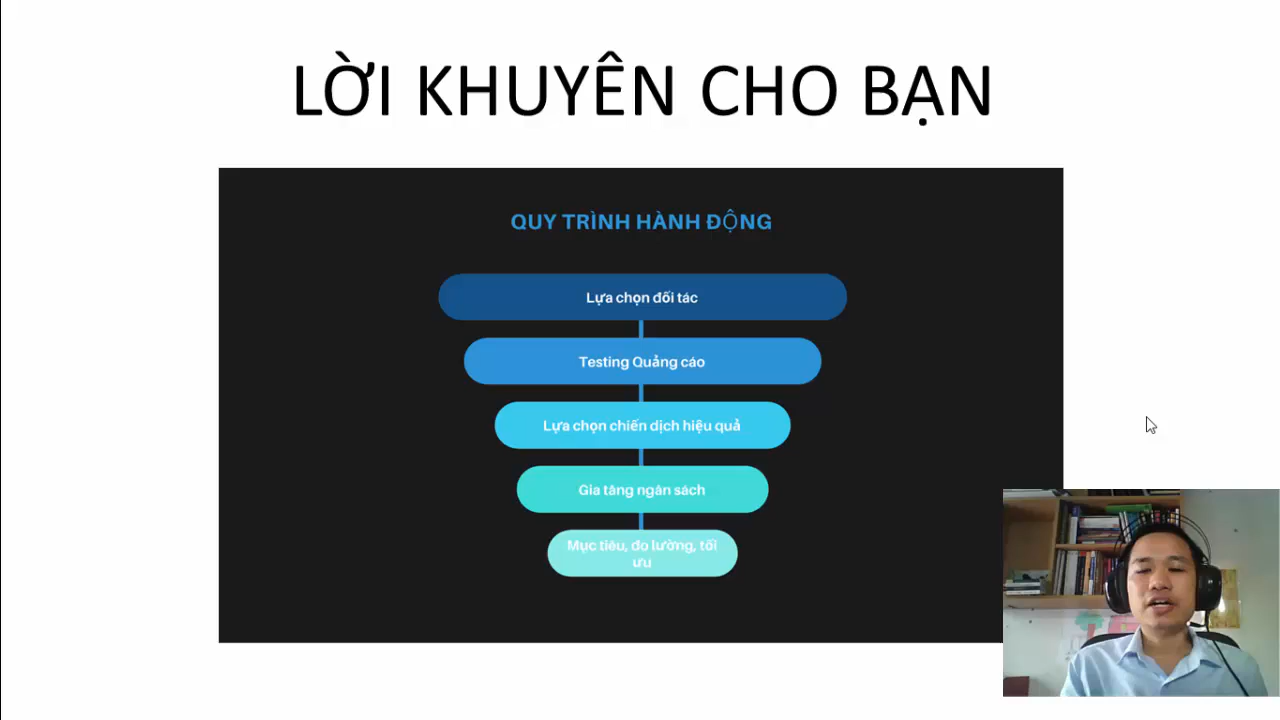 LỜI KHUYÊN CHO BẠN
QUY TRÌNH HÀNH ĐỘNG
Lựa chọn đối tác
Testing Quảng cáo
Lựa chọn chiến dịch hiệu quả
Gia tăng ngân sách
Mục tiêu, đo lường, tối
ưu